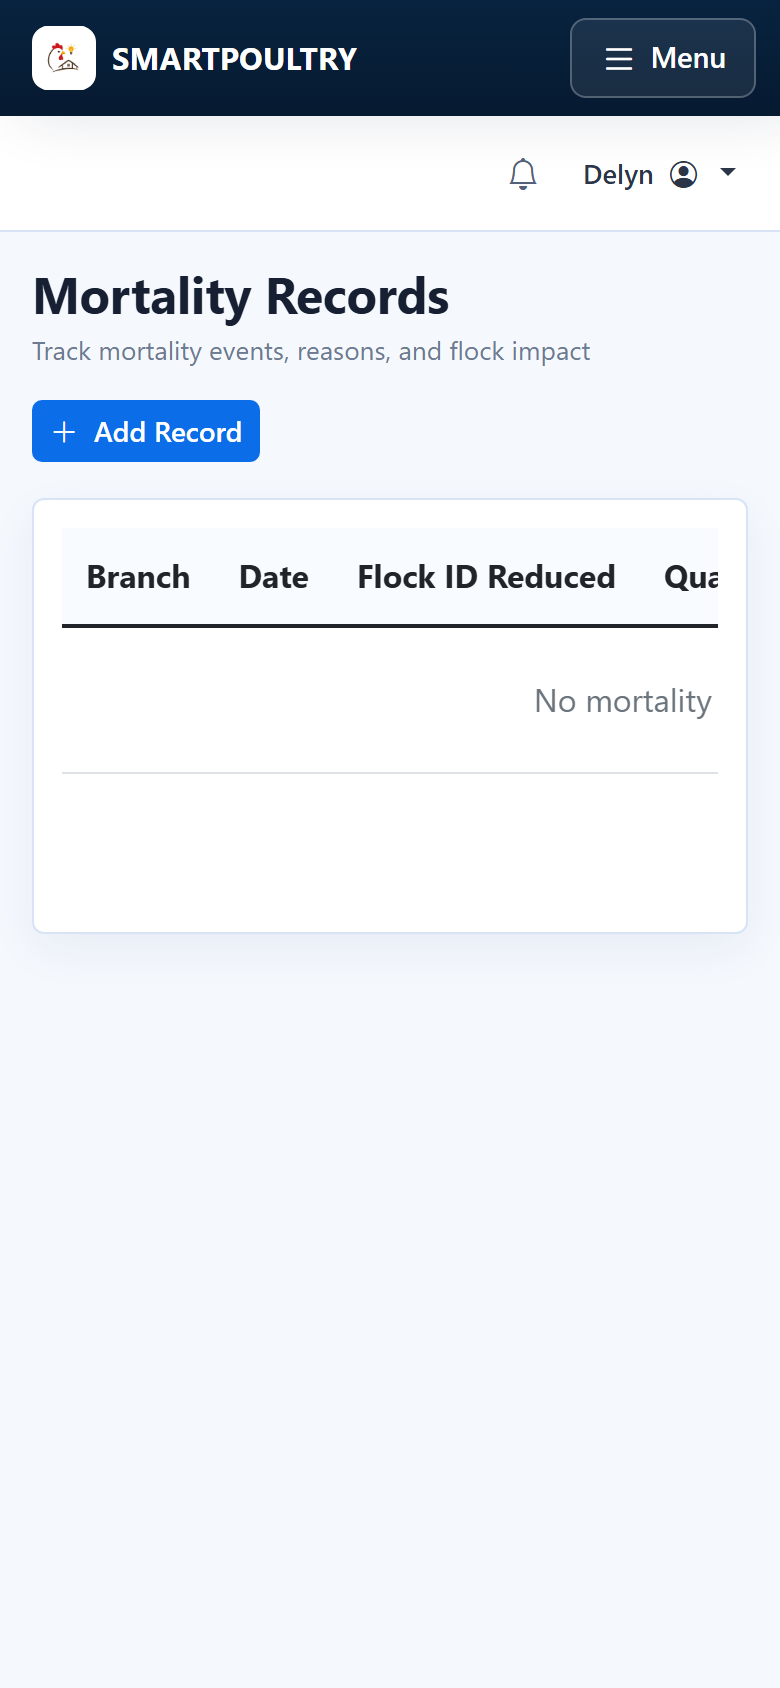 SMARTPOULTRY
Menu
Delyn
Mortality Records
Track mortality events, reasons, and flock impact
Add Record
Branch Date Flock ID Reduced Qua
No mortality